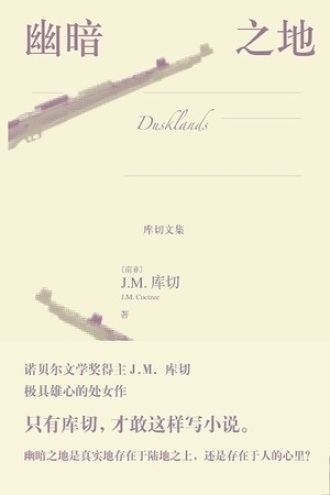 幽暗 之地
Dusklands
库切文集
〔南非〕
J.M. 库切
J.M. Coetzee
著
诺贝尔文学奖得主 J.M. 库切
极具雄心的处女作
只有库切，才敢这样写小说。
幽暗之地是真实地存在于陆地之上，还是存在于人的心里？